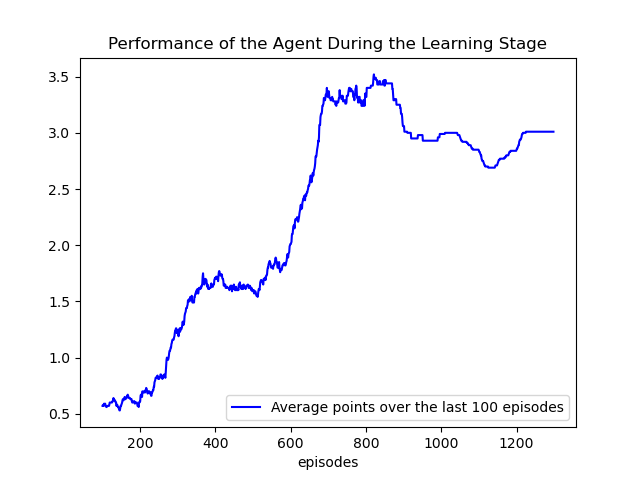 Performance of the Agent During the Learning Stage
3.5
3.0
2.5
2.0
1.5
1.0
0.5
Average points over the last 100 episodes
200 400 600 800 1000 1200
episodes